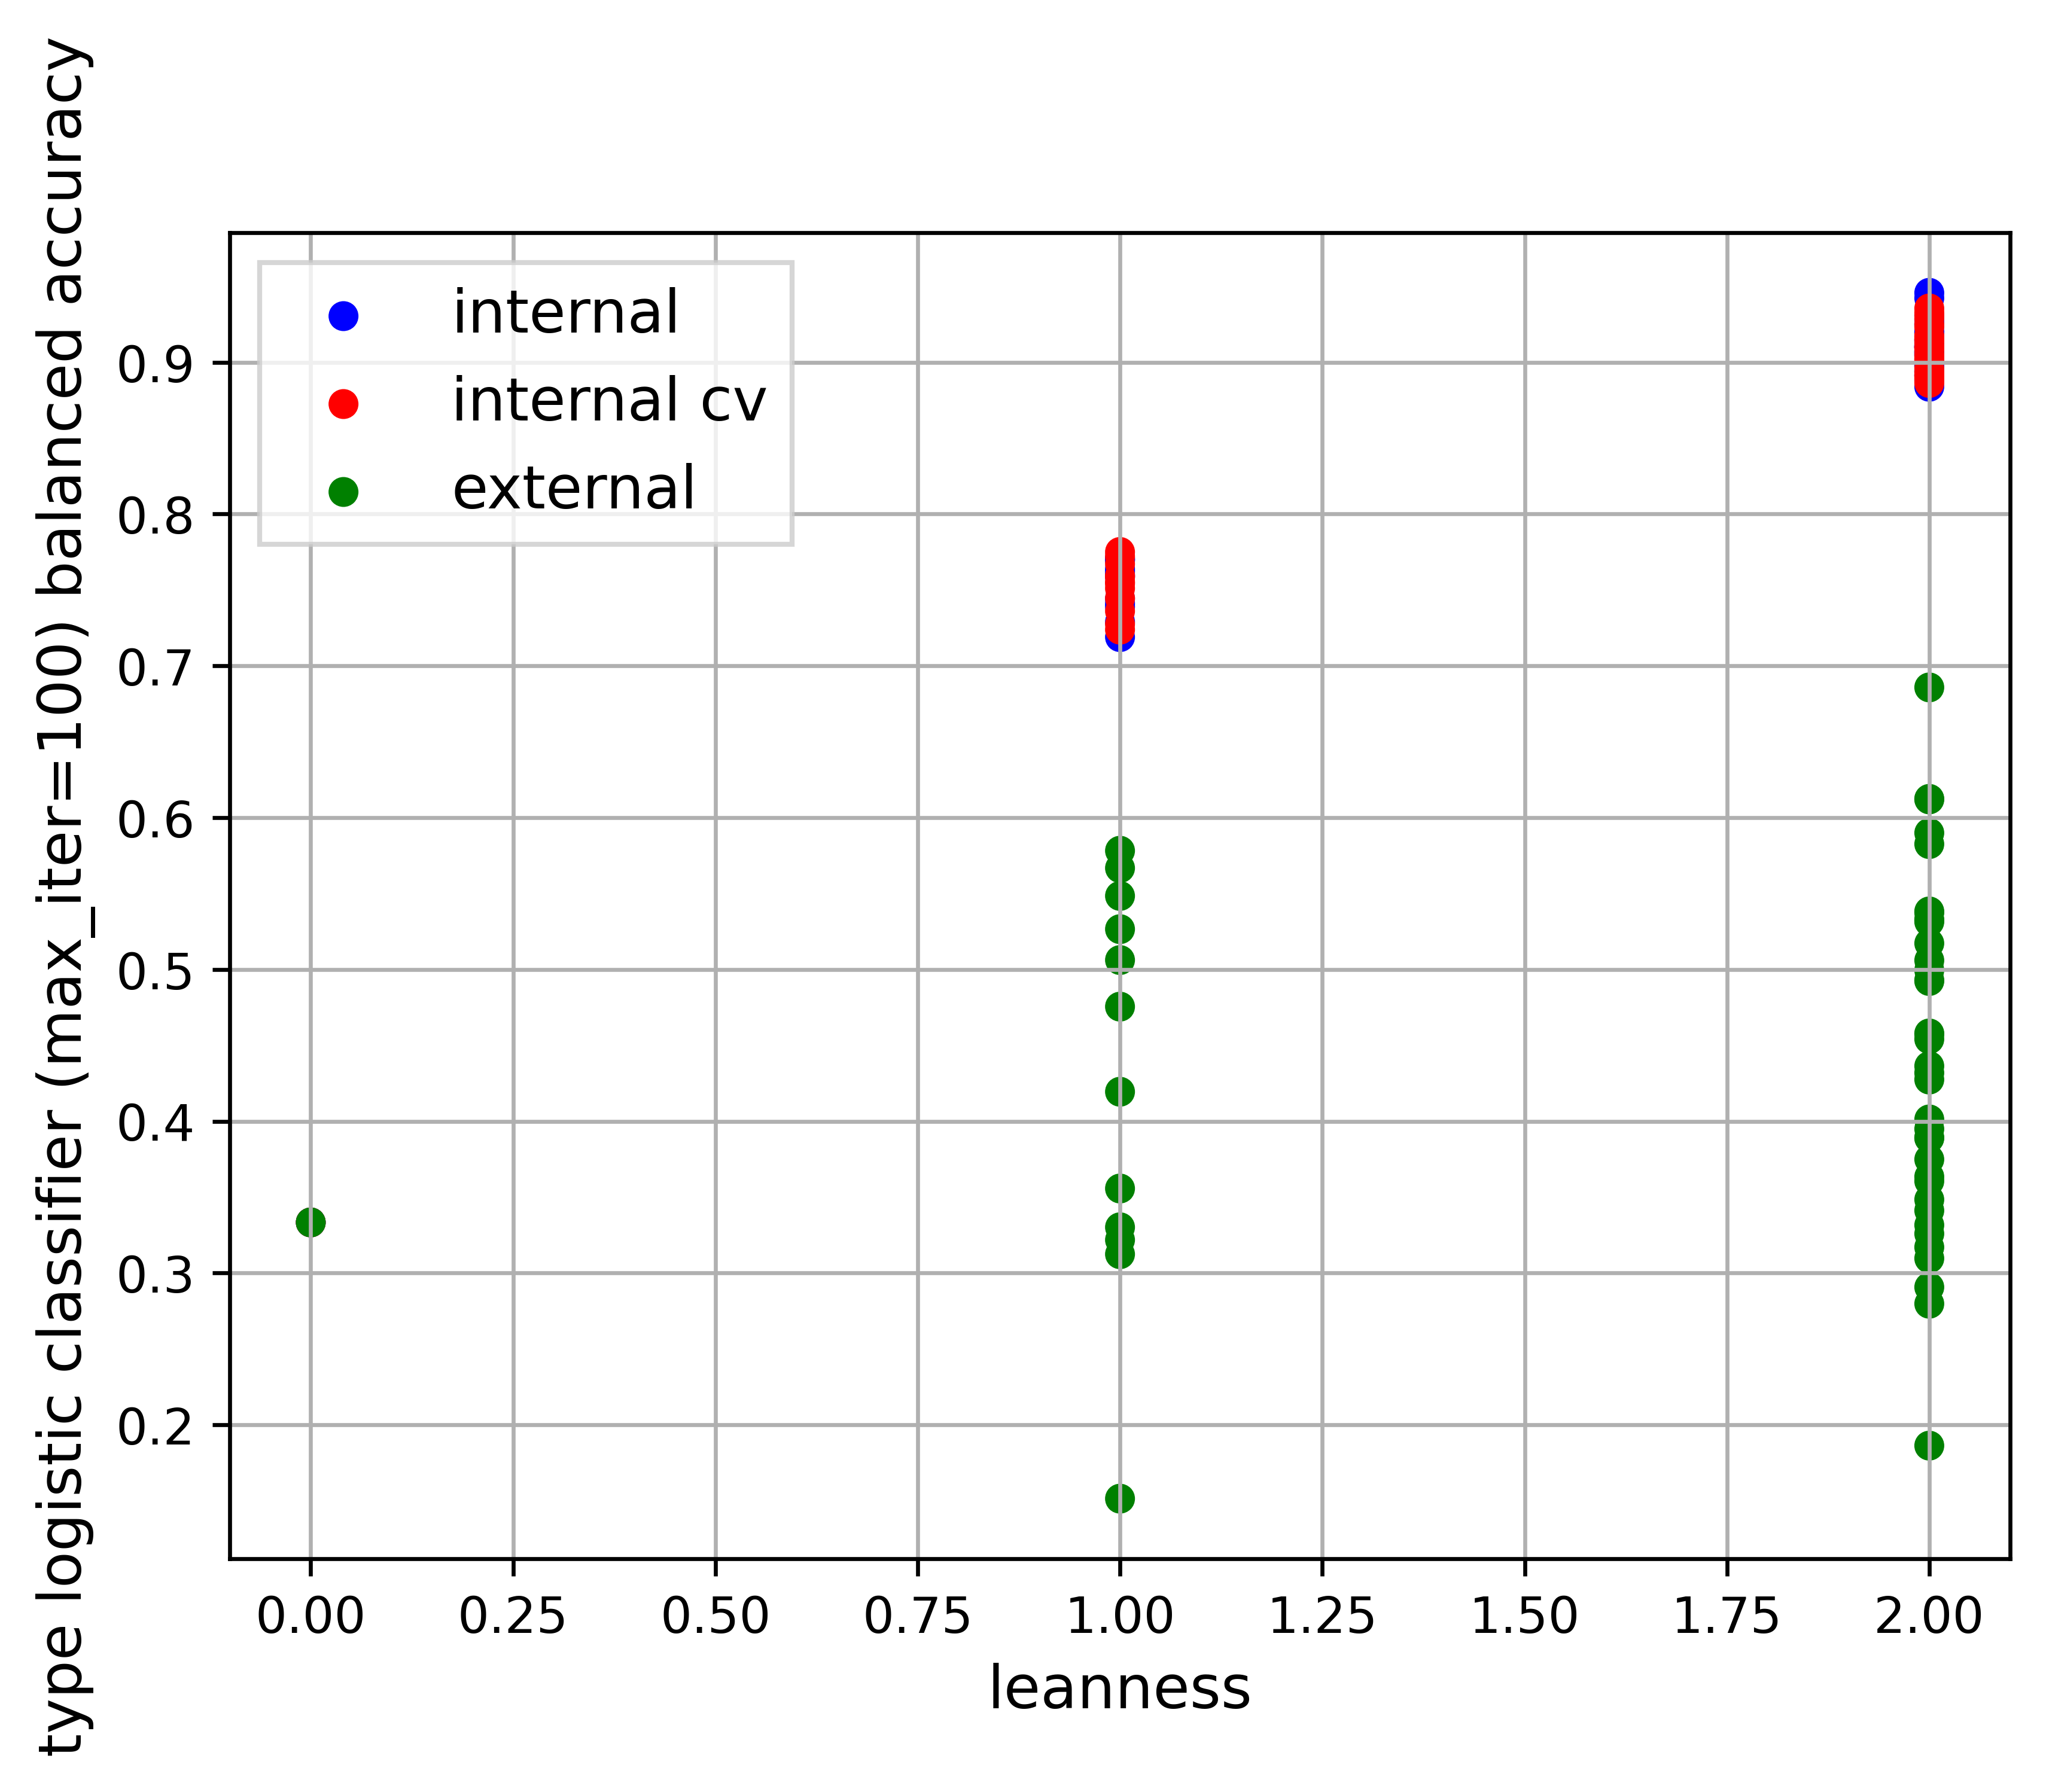 type logistic classifier (max_iter=100) balanced accuracy
internal
internal cv
external
0.9
0.8
0.7
0.6
0.5
0.4
0.3
0.2
0.00 0.25 0.50 0.75 1.00 1.25 1.50 1.75 2.00
leanness